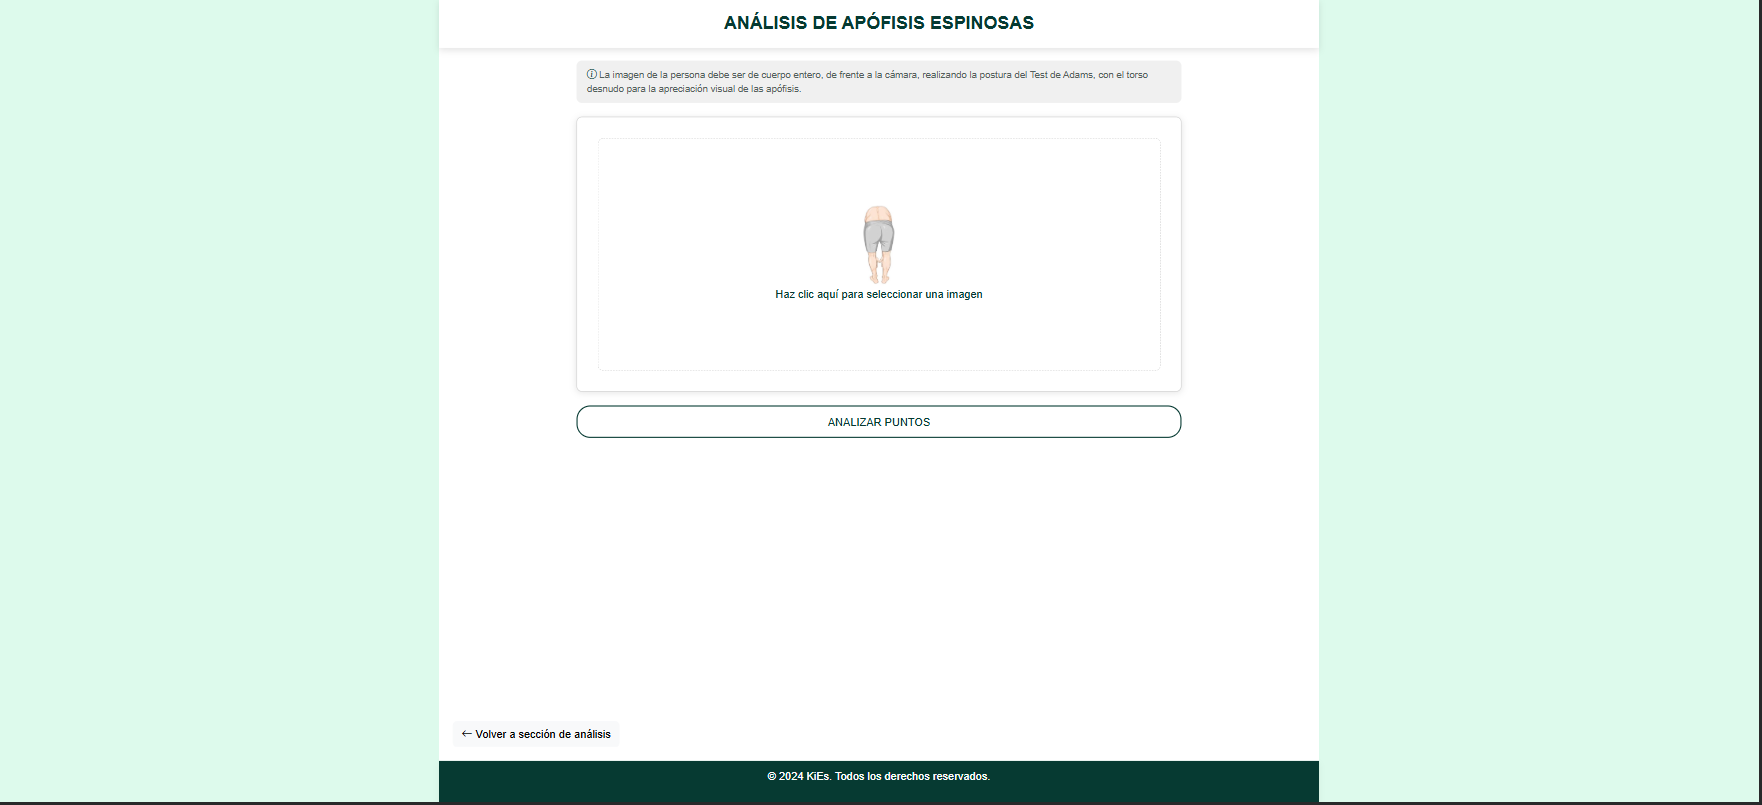 ANÁLISIS DE APÓFISIS ESPINOSAS
La imagen de la persona debe ser de cuerpo entero, de frente a la cámara, realizando la postura del Test de Adams, con el torso
desnudo para la apreciación visual de las apófisis.
Haz clic aquí para seleccionar una imagen
ANALIZAR PUNTOS
← Volver a sección de análisis
© 2024 KiEs. Todos los derechos reservados.